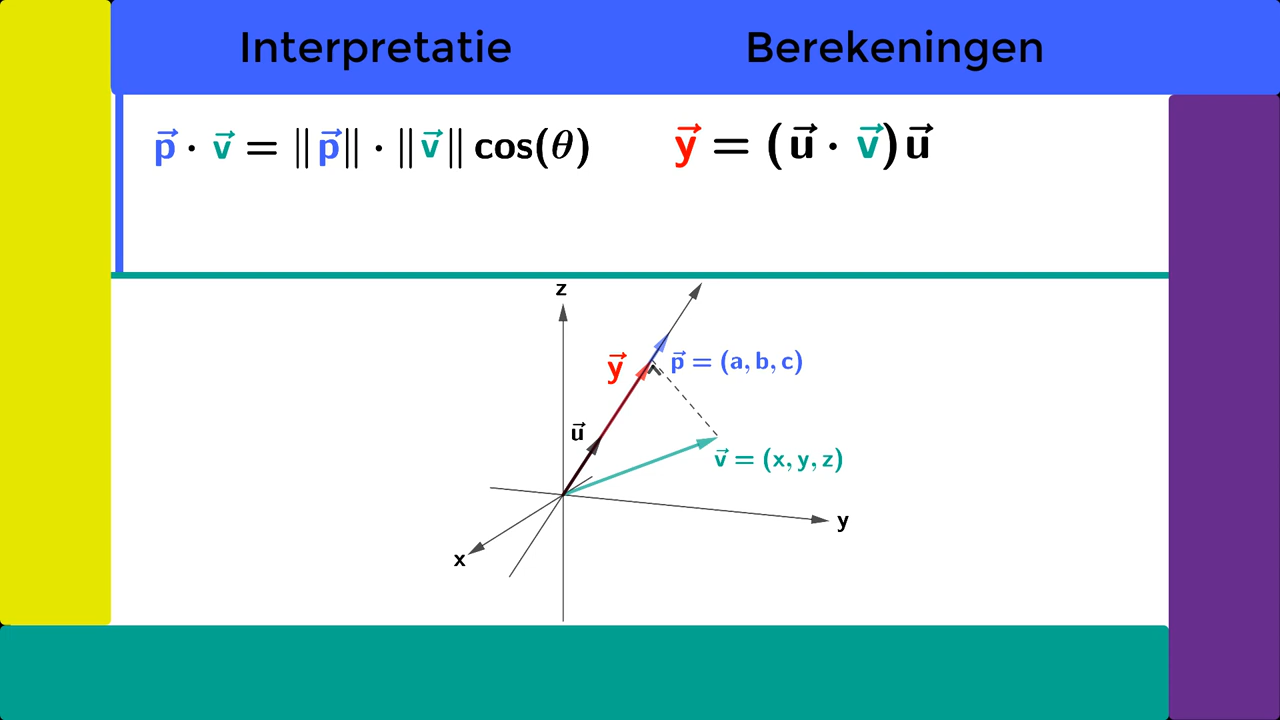 Interpretatie Berekeningen
p⃗ · v⃗ = ||p⃗|| · ||v⃗|| cos(θ) y⃗ = (u⃗ · v⃗)u⃗
z
y⃗ p⃗ = (a, b, c)
u⃗
v⃗ = (x, y, z)
y
x